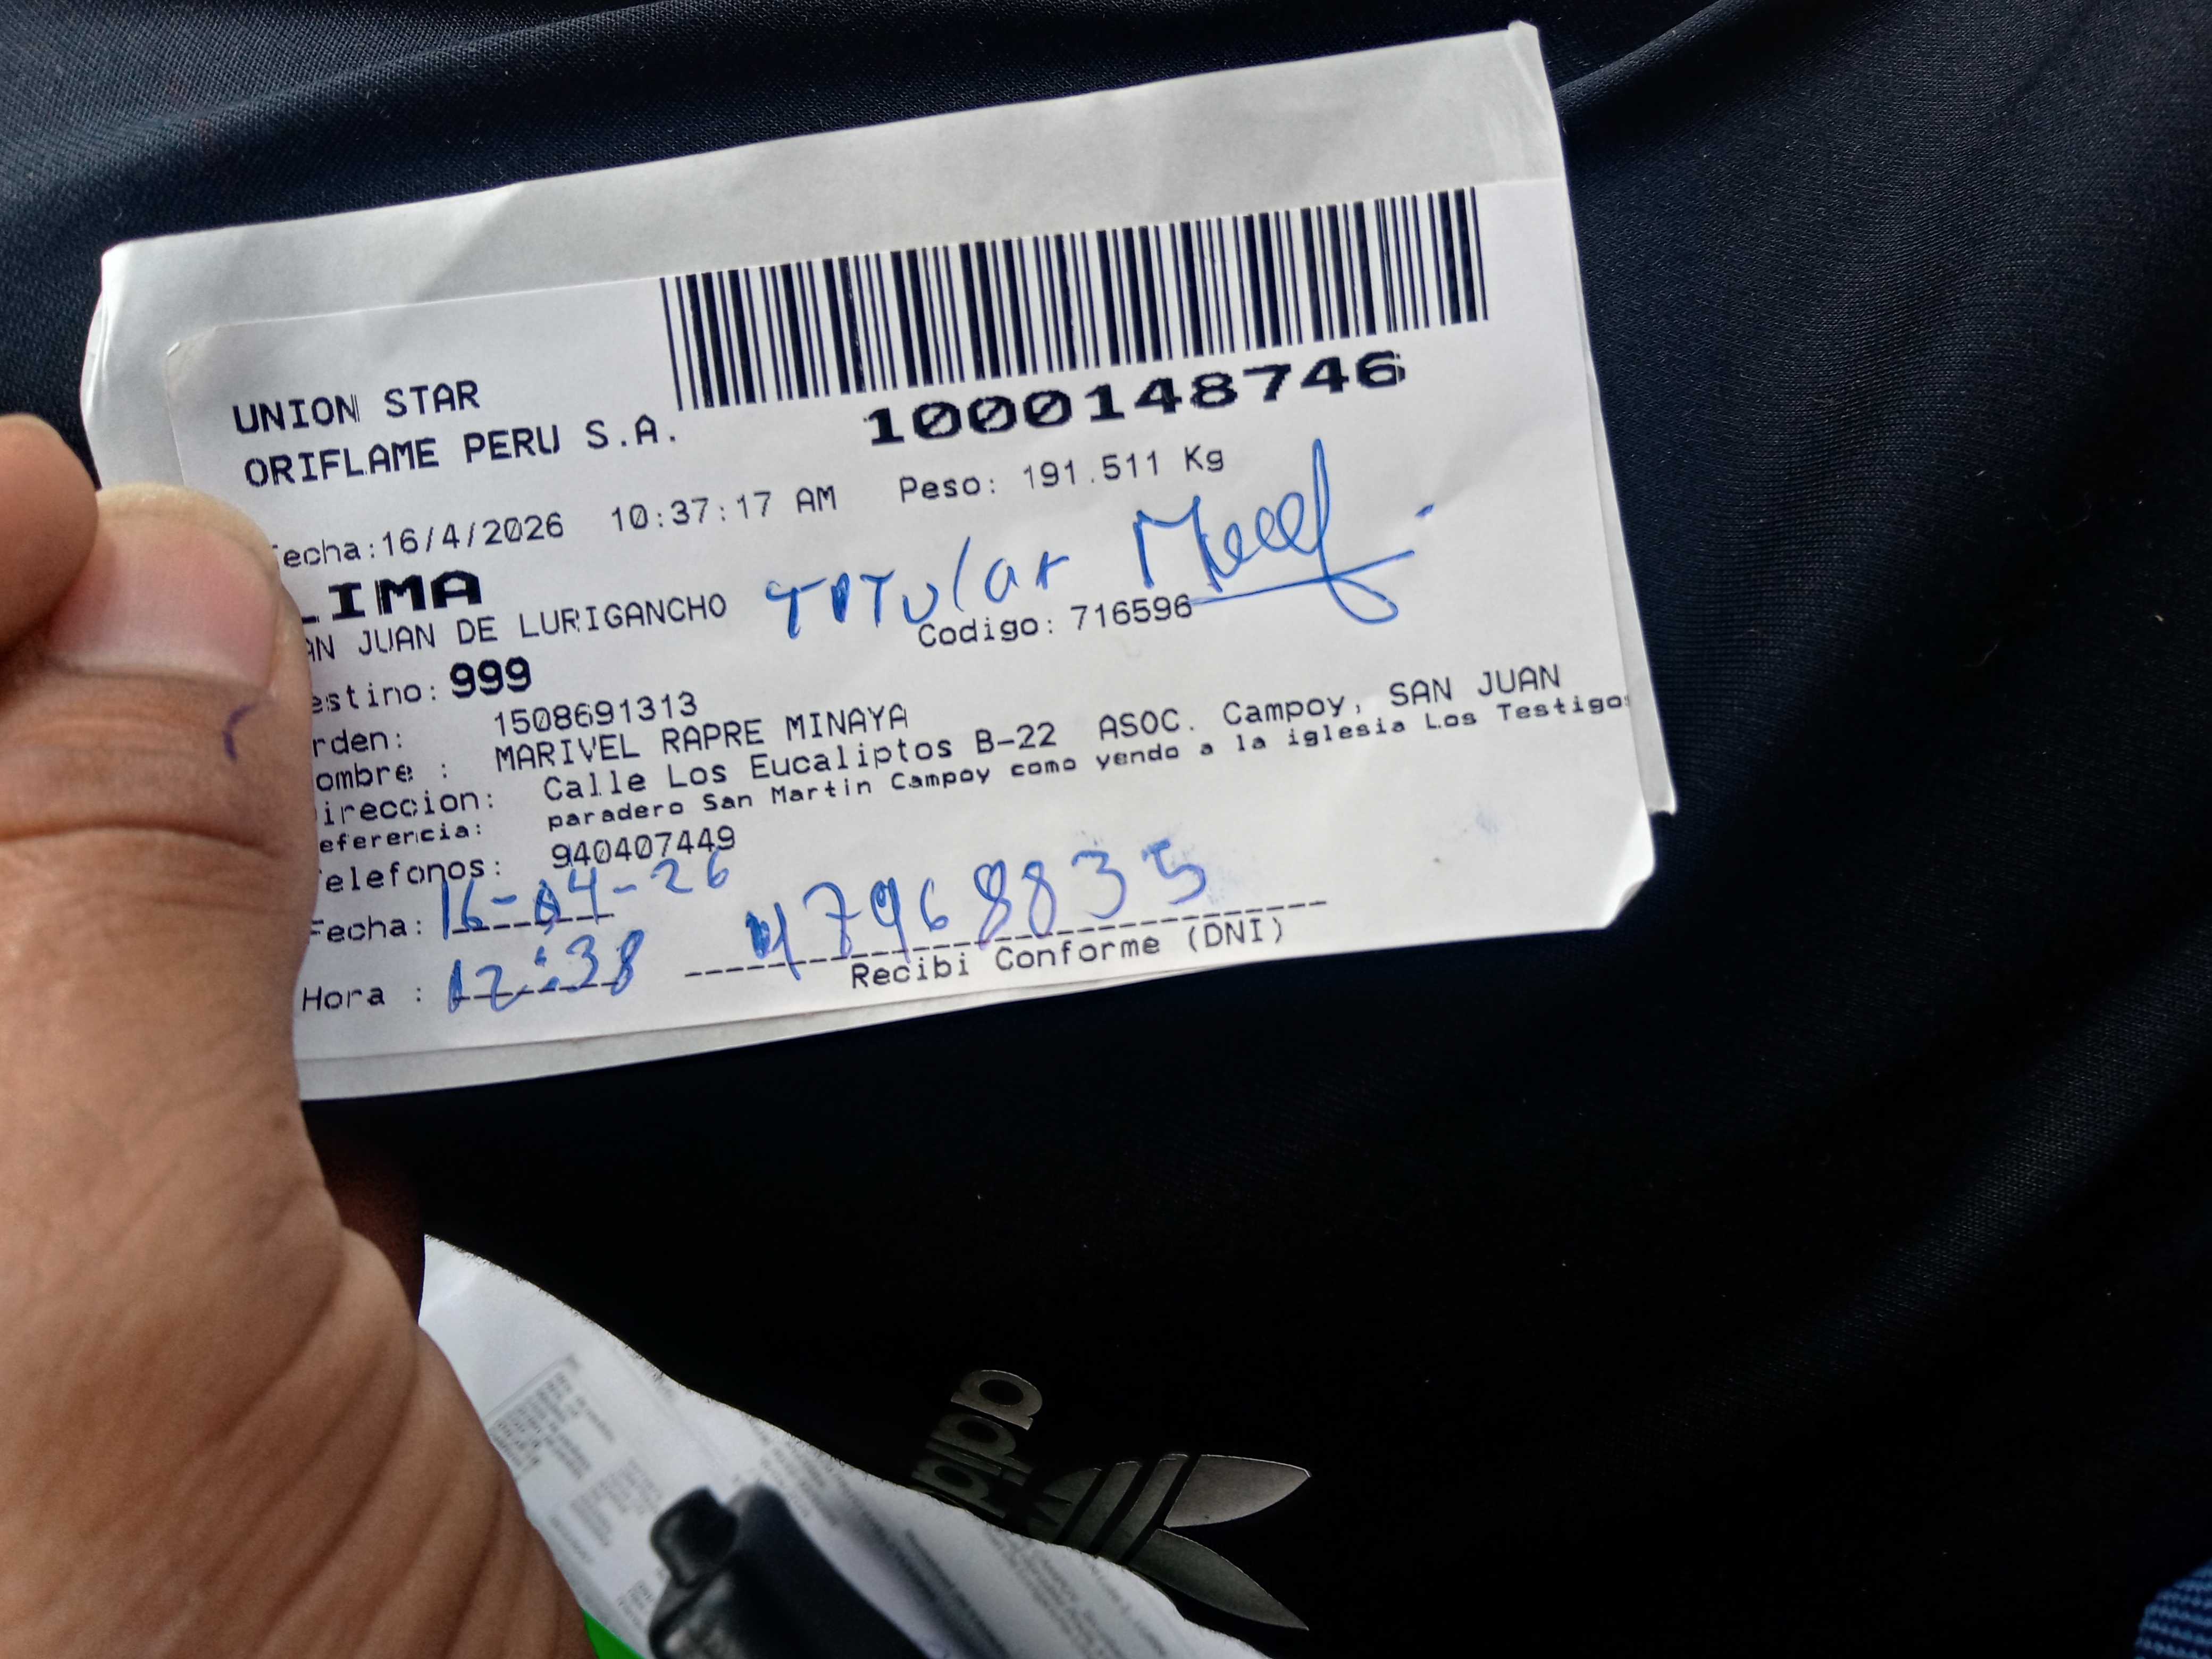 1000148746
UNION STAR
ORIFLAME PERU S.A.
echa:16/4/2026 10:37:17 AM Peso: 191.511 Kg
LIMA
AN JUAN DE LURIGANCHO TITular
Codigo: 716596
estino: 999
rden: 1508691313
ombre : MARIVEL RAPRE MINAYA
ireccion: Calle Los Eucaliptos B-22 ASOC. Campoy, SAN JUAN
eferencia: paradero San Martin Campoy como yendo a la iglesia Los Testigos
elefonos: 940407449
Fecha: 16-04-26
Hora : 12:38 47968835
Recibi Conforme (DNI)
adidas